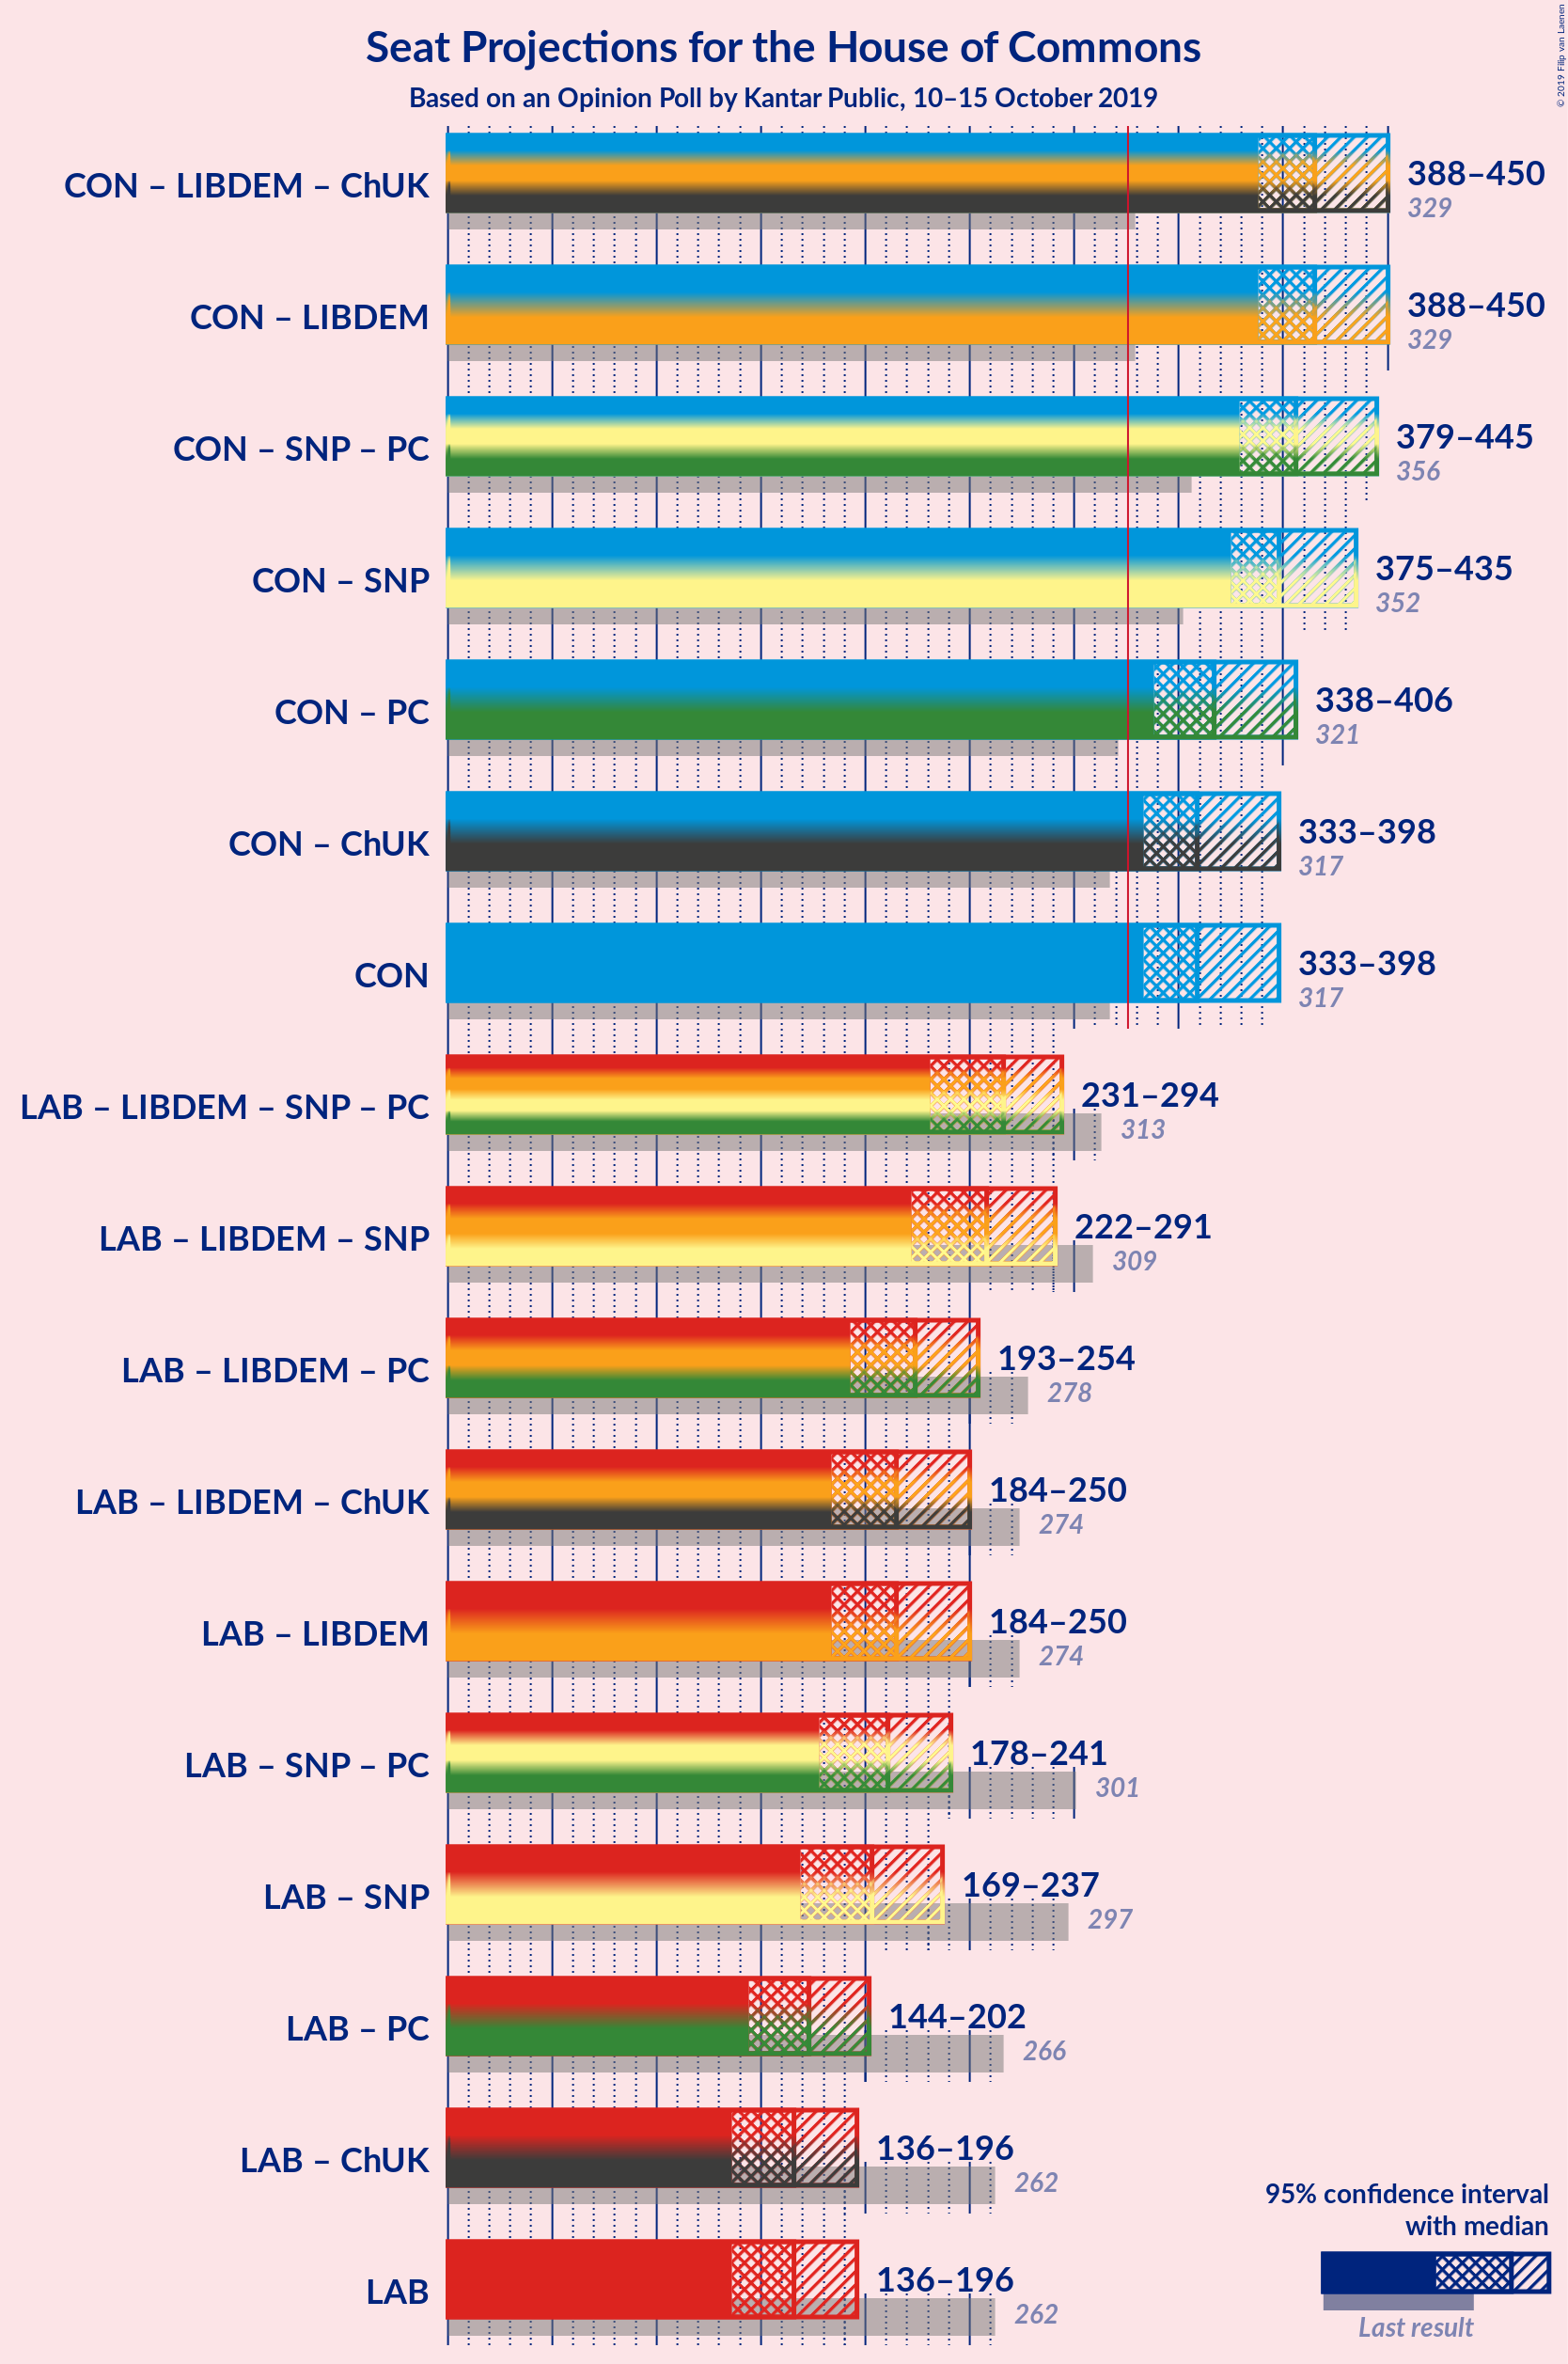 Seat Projections for the House of Commons
Based on an Opinion Poll by Kantar Public, 10–15 October 2019
© 2019 Filip van Laenen
CON – LIBDEM – ChUK
388–450
329
CON – LIBDEM
388–450
329
CON – SNP – PC
379–445
356
CON – SNP
375–435
352
CON – PC
338–406
321
CON – ChUK
333–398
317
CON
333–398
317
LAB – LIBDEM – SNP – PC
231–294
313
LAB – LIBDEM – SNP
222–291
309
LAB – LIBDEM – PC
193–254
278
LAB – LIBDEM – ChUK
184–250
274
LAB – LIBDEM
184–250
274
LAB – SNP – PC
178–241
301
LAB – SNP
169–237
297
LAB – PC
144–202
266
LAB – ChUK
136–196
262
LAB
136–196
262
95% confidence interval
with median
Last result